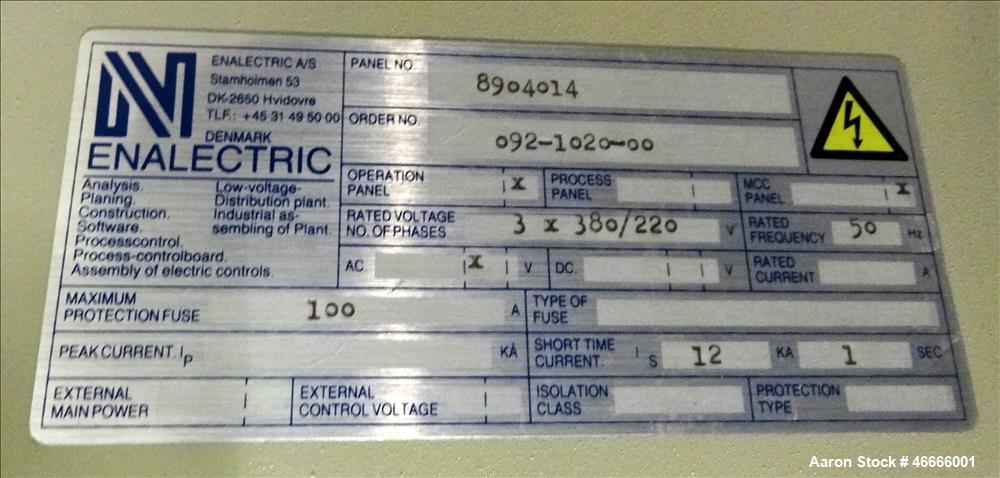 ENALECTRIC A/S
Stamholmen 53
DK-2650 Hvidovre
TLF.: +45 31 49 50 00
DENMARK
ENALECTRIC
Analysis.
Planing.
Construction.
Software.
Processcontrol.
Process-controlboard.
Assembly of electric controls.
Low-voltage-
Distribution plant.
Industrial as-
sembling of Plant.
PANEL NO. 8904014
ORDER NO. 092-1020-00
OPERATION PANEL x PROCESS PANEL MCC PANEL x
RATED VOLTAGE NO. OF PHASES 3 x 380/220 V RATED FREQUENCY 50 HZ
AC x V DC. V RATED CURRENT A
MAXIMUM PROTECTION FUSE 100 A TYPE OF FUSE
PEAK CURRENT. Ip KA SHORT TIME CURRENT I S 12 KA 1 SEC
EXTERNAL MAIN POWER EXTERNAL CONTROL VOLTAGE ISOLATION CLASS PROTECTION TYPE
Aaron Stock # 46666001